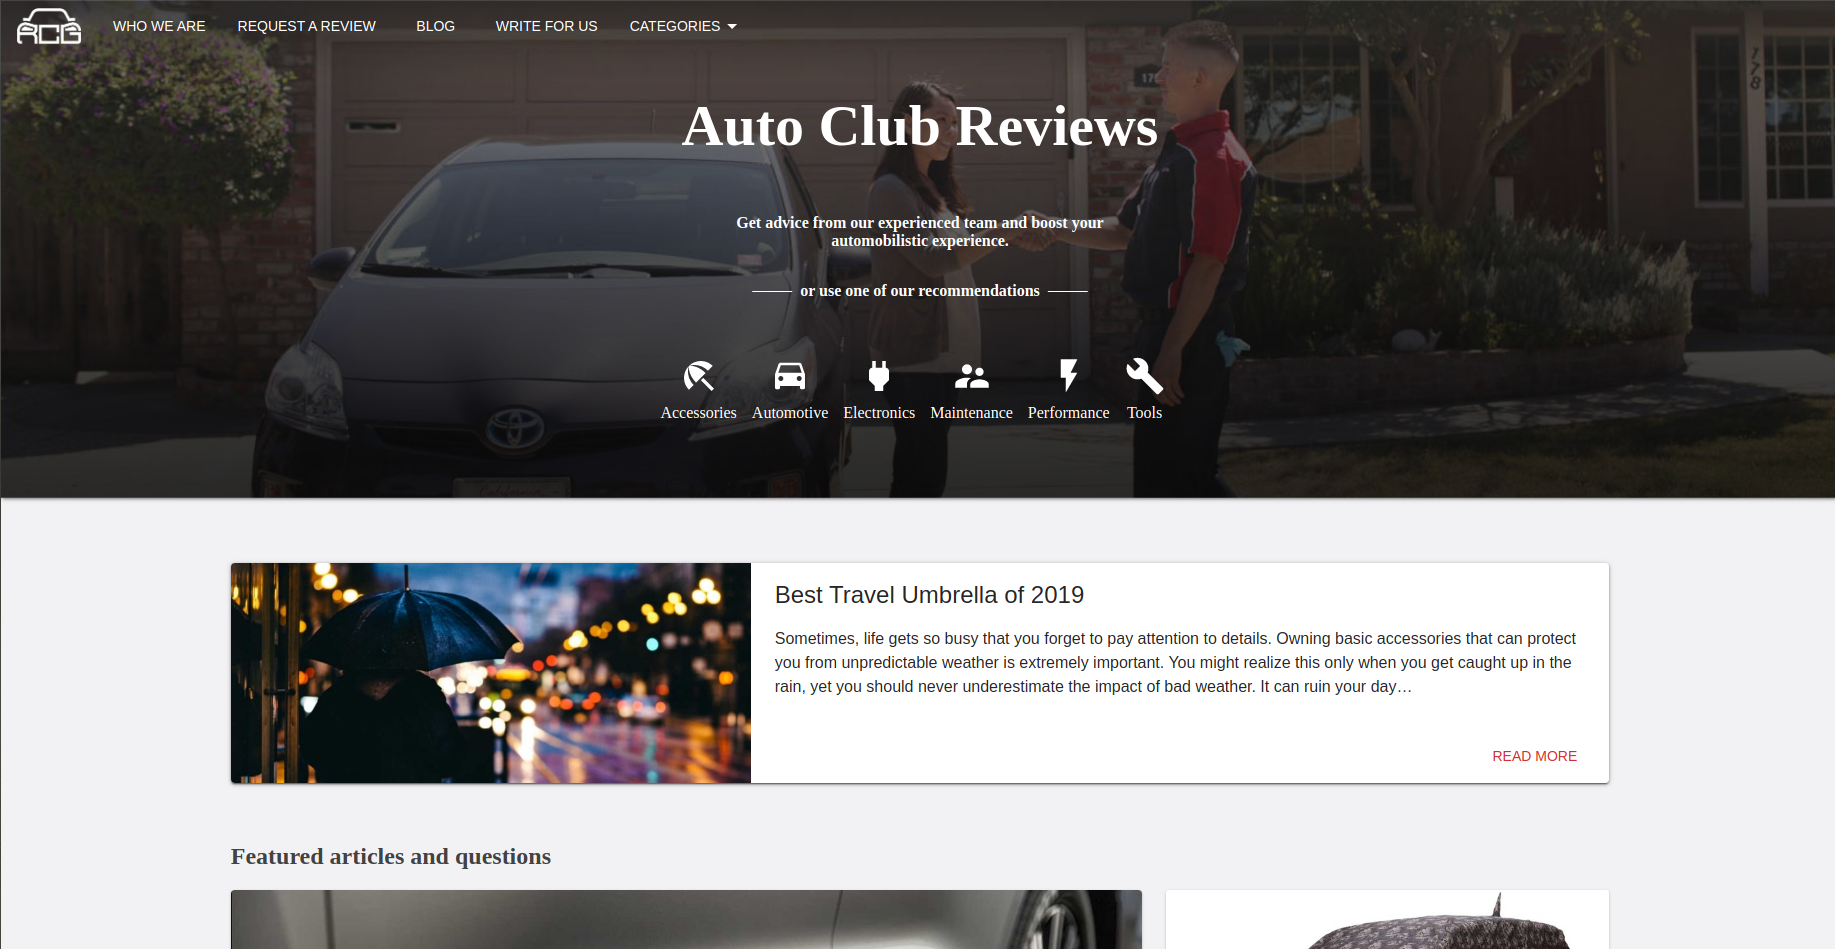 RCG
WHO WE ARE
REQUEST A REVIEW
BLOG
WRITE FOR US
CATEGORIES
178
Auto Club Reviews
Get advice from our experienced team and boost your
automobilistic experience.
or use one of our recommendations
Accessories
Automotive
Electronics
Maintenance
Performance
Tools
Best Travel Umbrella of 2019
Sometimes, life gets so busy that you forget to pay attention to details. Owning basic accessories that can protect
you from unpredictable weather is extremely important. You might realize this only when you get caught up in the
rain, yet you should never underestimate the impact of bad weather. It can ruin your day…
READ MORE
Featured articles and questions